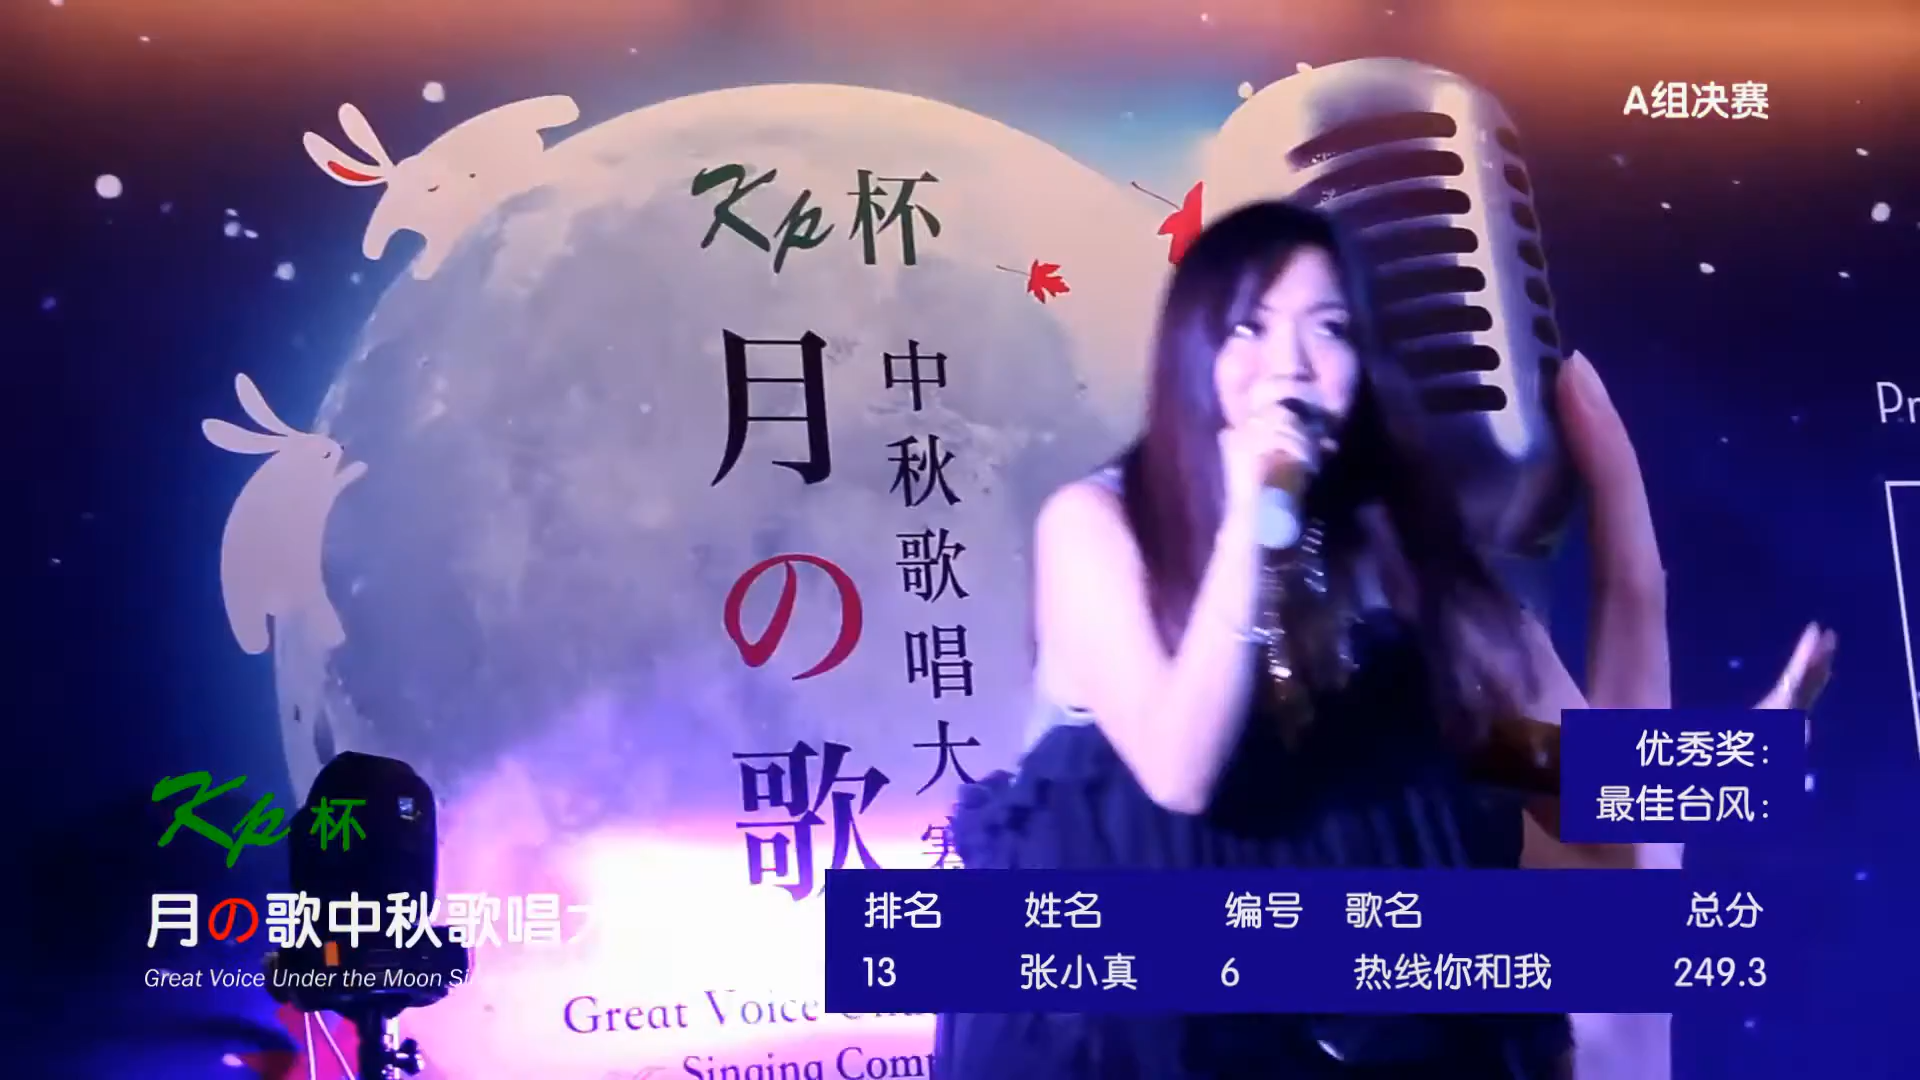 A组决赛
Kp杯
月の歌
中秋歌唱大赛
Pr
优秀奖：
最佳台风：
Kp杯
月の歌中秋歌唱大
Great Voice Under the Moon Si
排名 姓名 编号 歌名 总分
13 张小真 6 热线你和我 249.3
Great Voice
Singing Comp